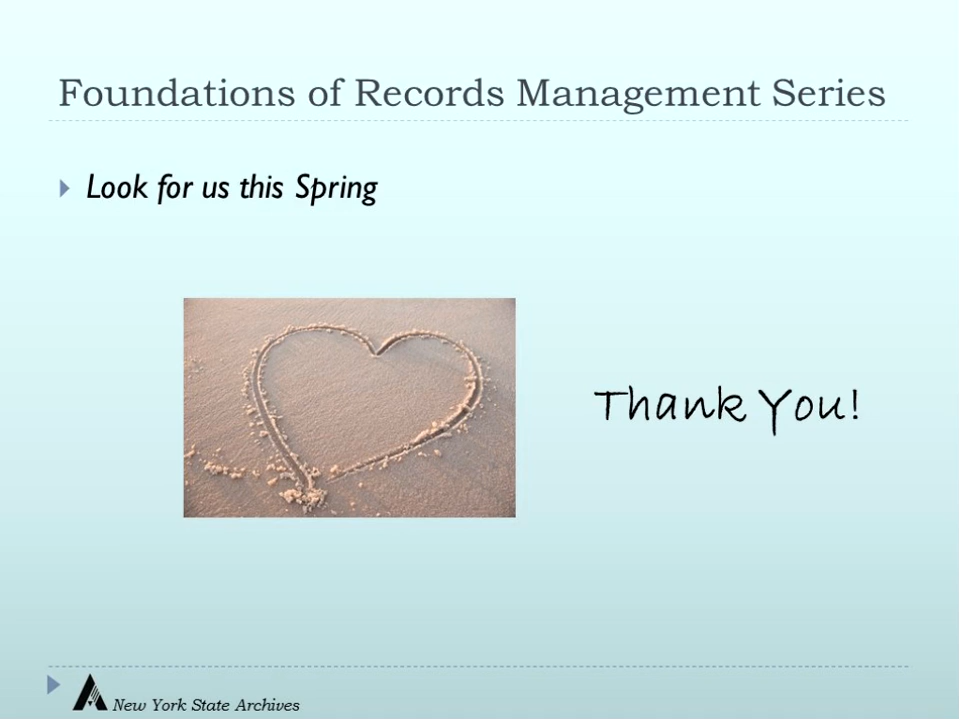 Foundations of Records Management Series
Look for us this Spring
Thank You!
New York State Archives